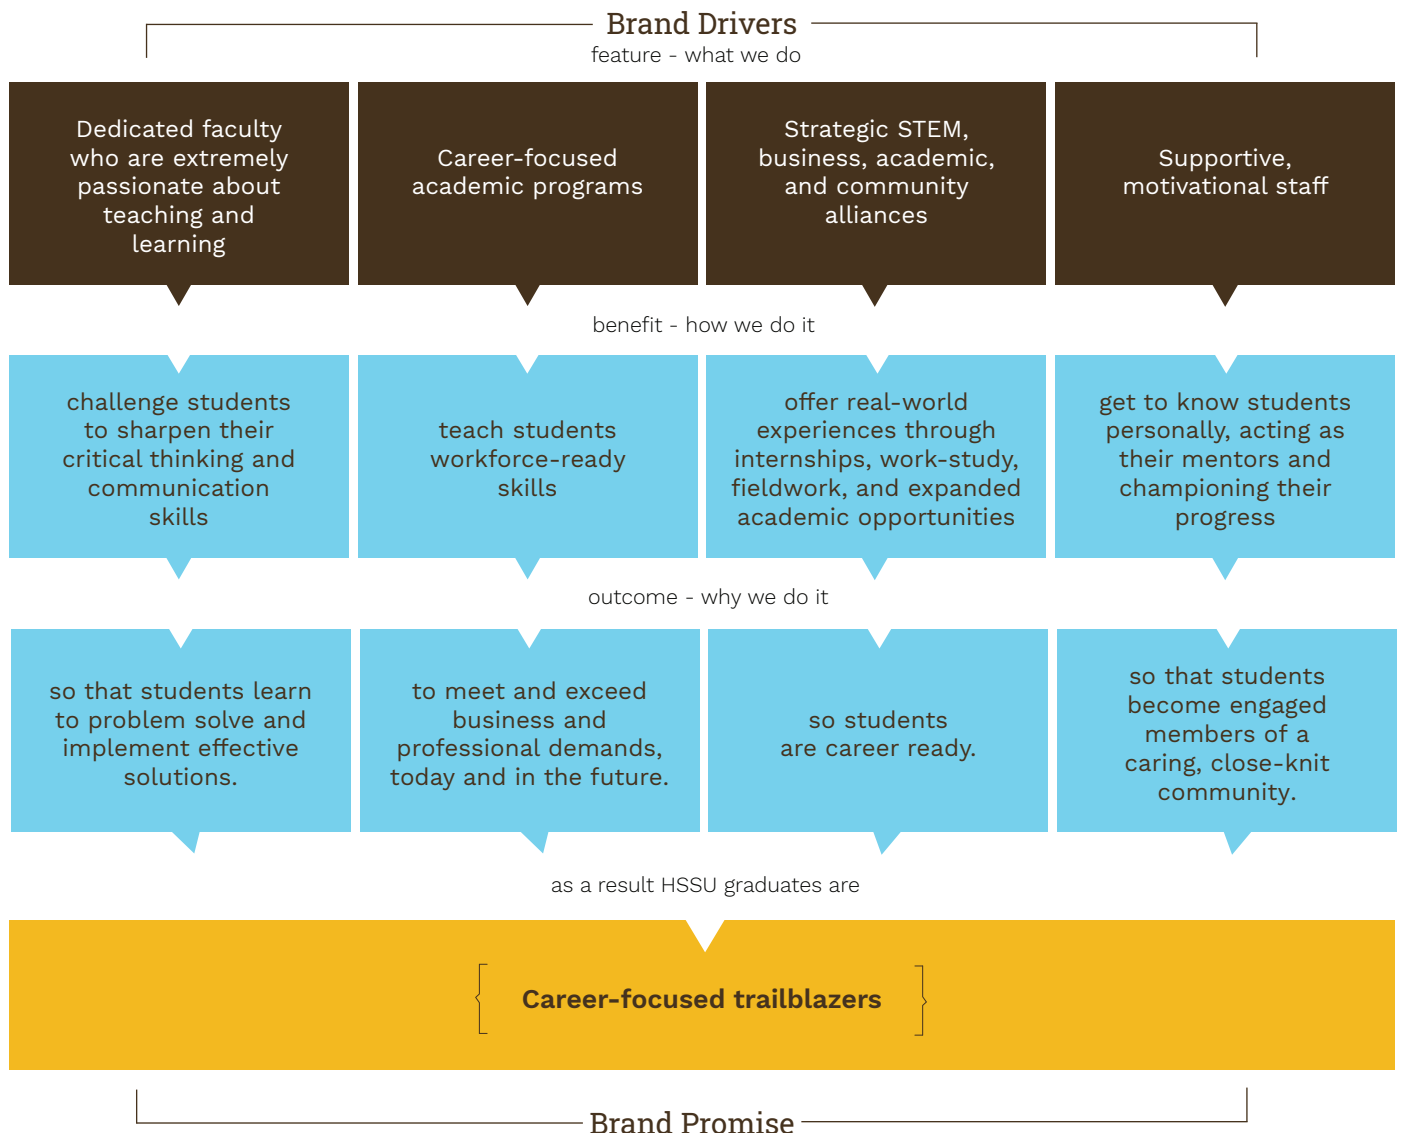 Brand Drivers
feature - what we do
Dedicated faculty
who are extremely
passionate about
teaching and
learning
Career-focused
academic programs
Strategic STEM,
business, academic,
and community
alliances
Supportive,
motivational staff
benefit - how we do it
challenge students
to sharpen their
critical thinking and
communication
skills
teach students
workforce-ready
skills
offer real-world
experiences through
internships, work-study,
fieldwork, and expanded
academic opportunities
get to know students
personally, acting as
their mentors and
championing their
progress
outcome - why we do it
so that students learn
to problem solve and
implement effective
solutions.
to meet and exceed
business and
professional demands,
today and in the future.
so students
are career ready.
so that students
become engaged
members of a
caring, close-knit
community.
as a result HSSU graduates are
Career-focused trailblazers
Brand Promise